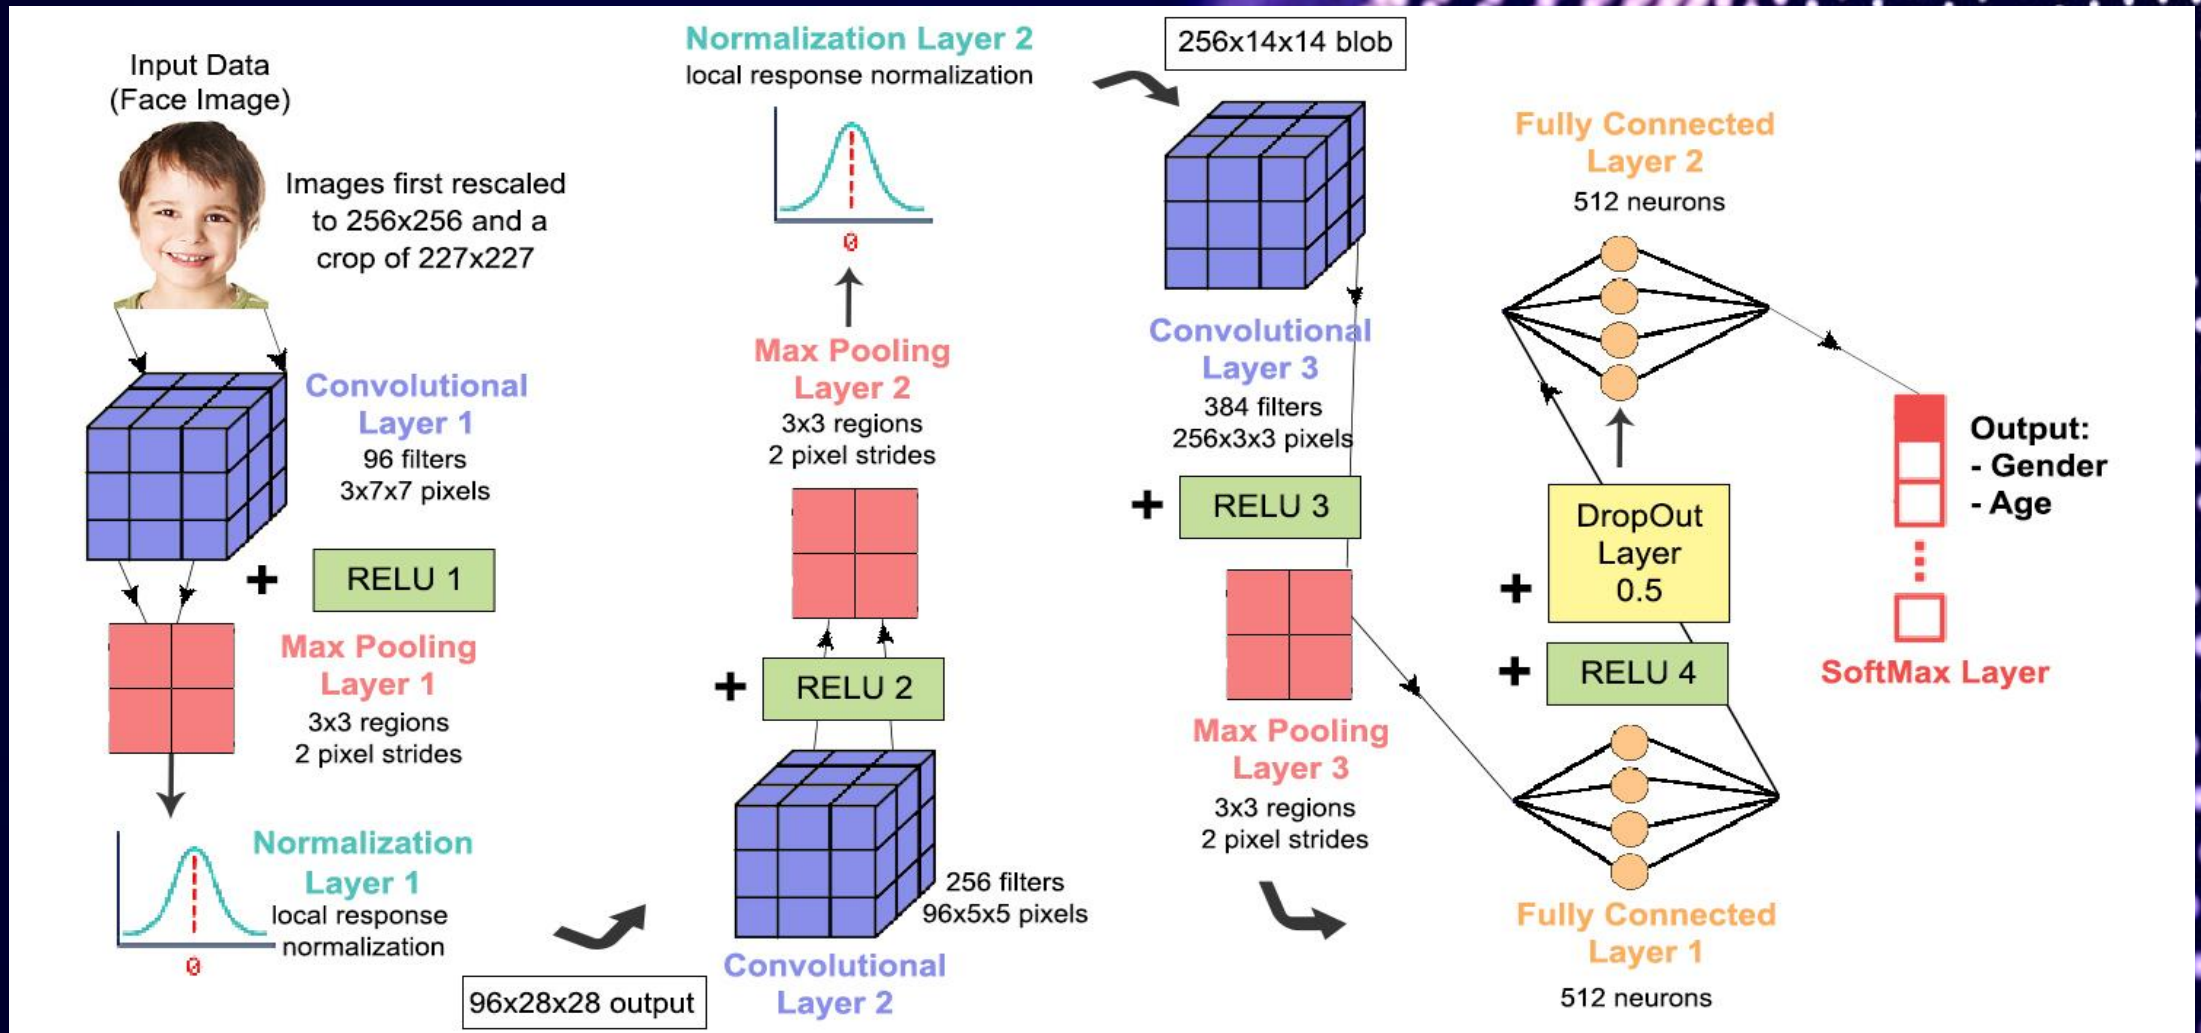 Input Data
(Face Image)
Images first rescaled
to 256x256 and a
crop of 227x227
Convolutional
Layer 1
96 filters
3x7x7 pixels
+
RELU 1
Max Pooling
Layer 1
3x3 regions
2 pixel strides
Normalization
Layer 1
local response
normalization
0
96x28x28 output
Convolutional
Layer 2
256 filters
96x5x5 pixels
+
RELU 2
Max Pooling
Layer 2
3x3 regions
2 pixel strides
Normalization Layer 2
local response normalization
0
256x14x14 blob
Convolutional
Layer 3
384 filters
256x3x3 pixels
+
RELU 3
Max Pooling
Layer 3
3x3 regions
2 pixel strides
Fully Connected
Layer 1
512 neurons
+
RELU 4
+
DropOut
Layer
0.5
Fully Connected
Layer 2
512 neurons
Output:
- Gender
- Age
SoftMax Layer